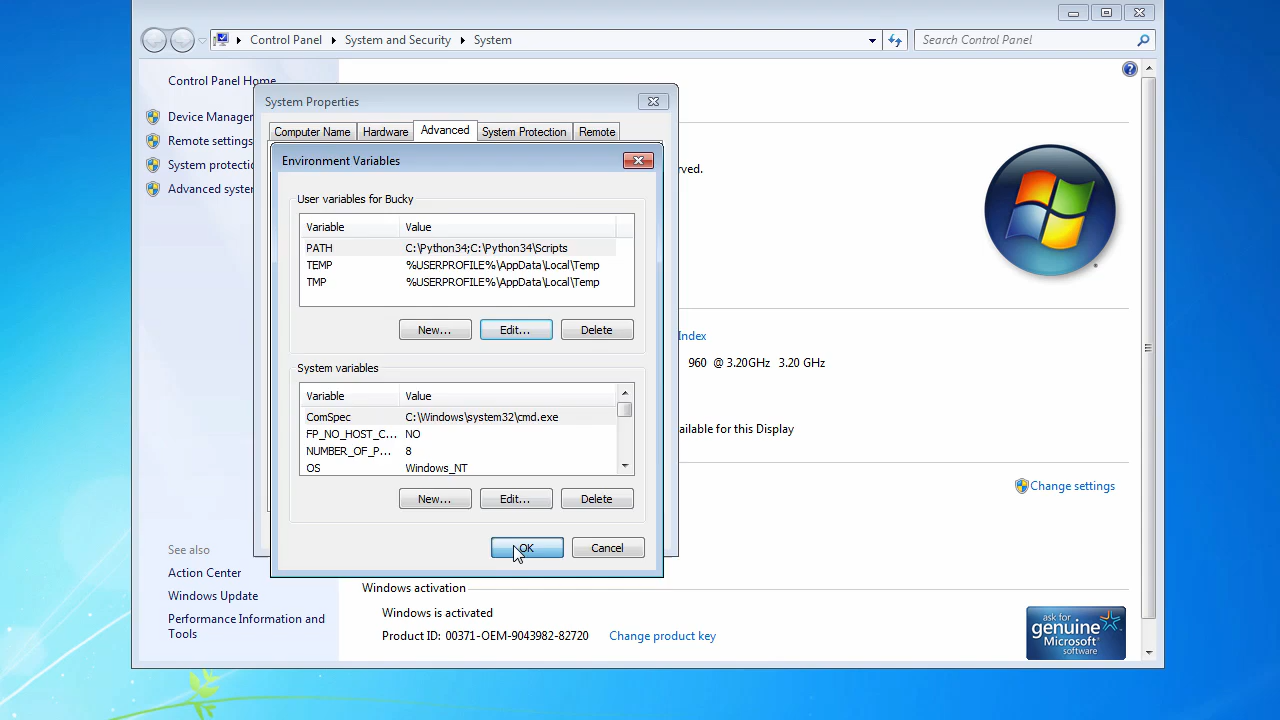 Control Panel
System and Security
System
Search Control Panel
Control Panel Home
Device Manager
Remote settings
System protectio
Advanced system
System Properties
Computer Name
Hardware
Advanced
System Protection
Remote
Environment Variables
User variables for Bucky
Variable Value
PATH C:\Python34;C:\Python34\Scripts
TEMP %USERPROFILE%\AppData\Local\Temp
TMP %USERPROFILE%\AppData\Local\Temp
New... Edit... Delete
System variables
Variable Value
ComSpec C:\Windows\system32\cmd.exe
FP_NO_HOST_C... NO
NUMBER_OF_P... 8
OS Windows_NT
New... Edit... Delete
OK Cancel
rved.
Index
960 @ 3.20GHz 3.20 GHz
ailable for this Display
Change settings
See also
Action Center
Windows Update
Performance Information and
Tools
Windows activation
Windows is activated
Product ID: 00371-OEM-9043982-82720 Change product key
ask for
genuine
Microsoft
software